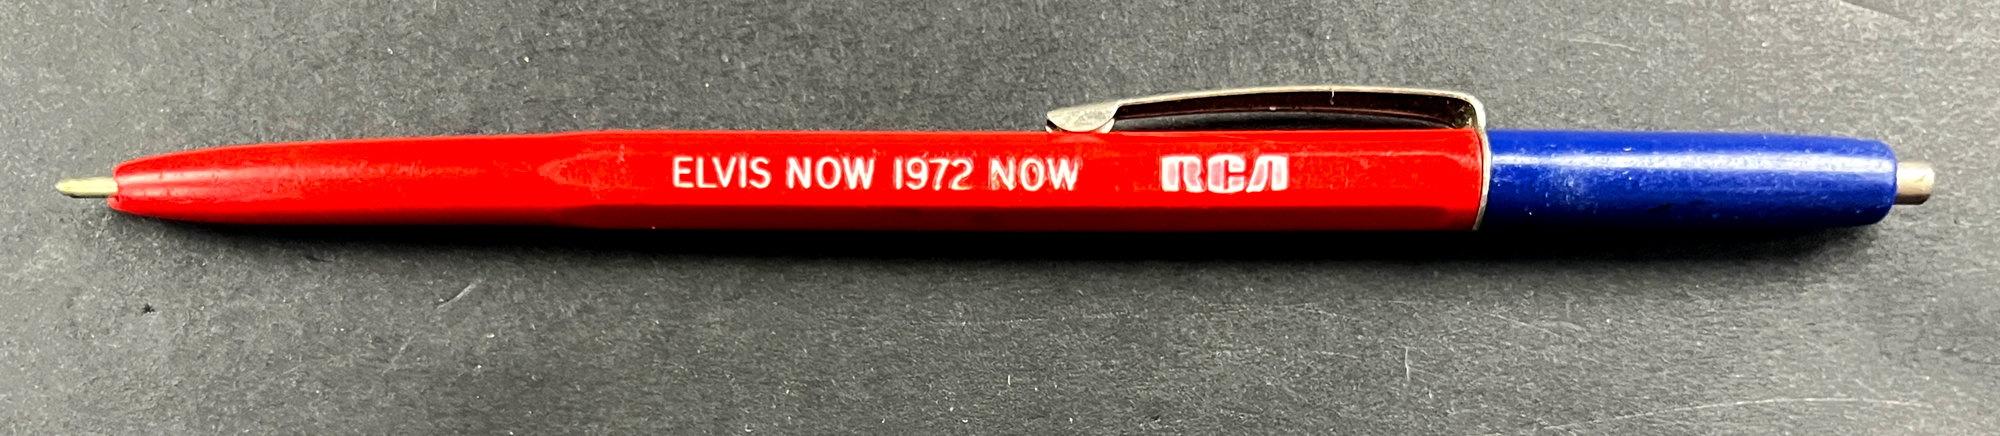 ELVIS NOW 1972 NOW RCA